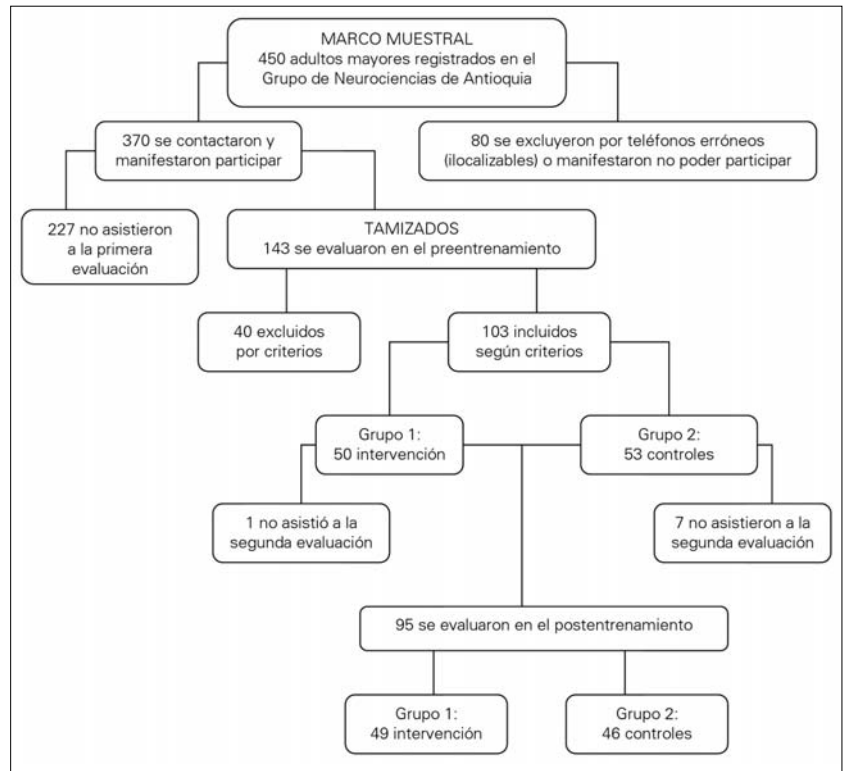 MARCO MUESTRAL
450 adultos mayores registrados en el
Grupo de Neurociencias de Antioquia
370 se contactaron y
manifestaron participar
80 se excluyeron por teléfonos erróneos
(ilocalizables) o manifestaron no poder participar
227 no asistieron
a la primera
evaluación
TAMIZADOS
143 se evaluaron en el preentrenamiento
40 excluidos
por criterios
103 incluidos
según criterios
Grupo 1:
50 intervención
Grupo 2:
53 controles
1 no asistió a la
segunda evaluación
7 no asistieron a la
segunda evaluación
95 se evaluaron en el postentrenamiento
Grupo 1:
49 intervención
Grupo 2:
46 controles